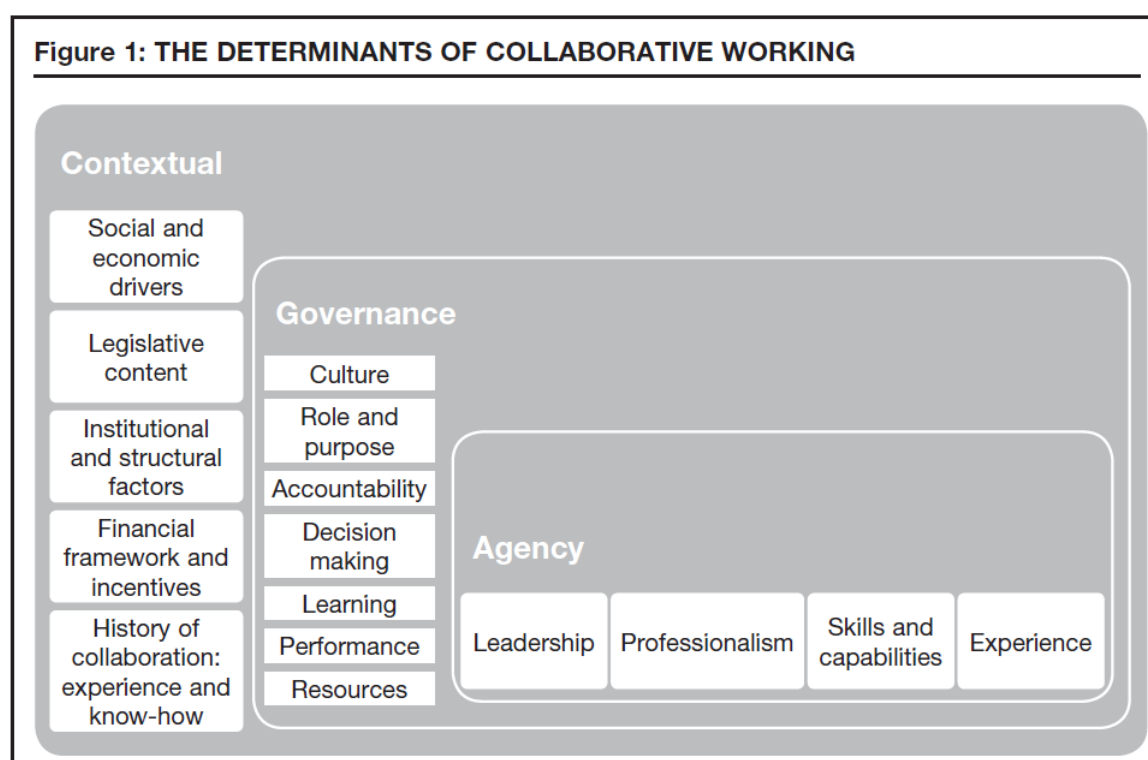 Figure 1: THE DETERMINANTS OF COLLABORATIVE WORKING
Contextual
Social and
economic
drivers
Legislative
content
Institutional
and structural
factors
Financial
framework and
incentives
History of
collaboration:
experience and
know-how
Governance
Culture
Role and
purpose
Accountability
Decision
making
Learning
Performance
Resources
Agency
Leadership
Professionalism
Skills and
capabilities
Experience